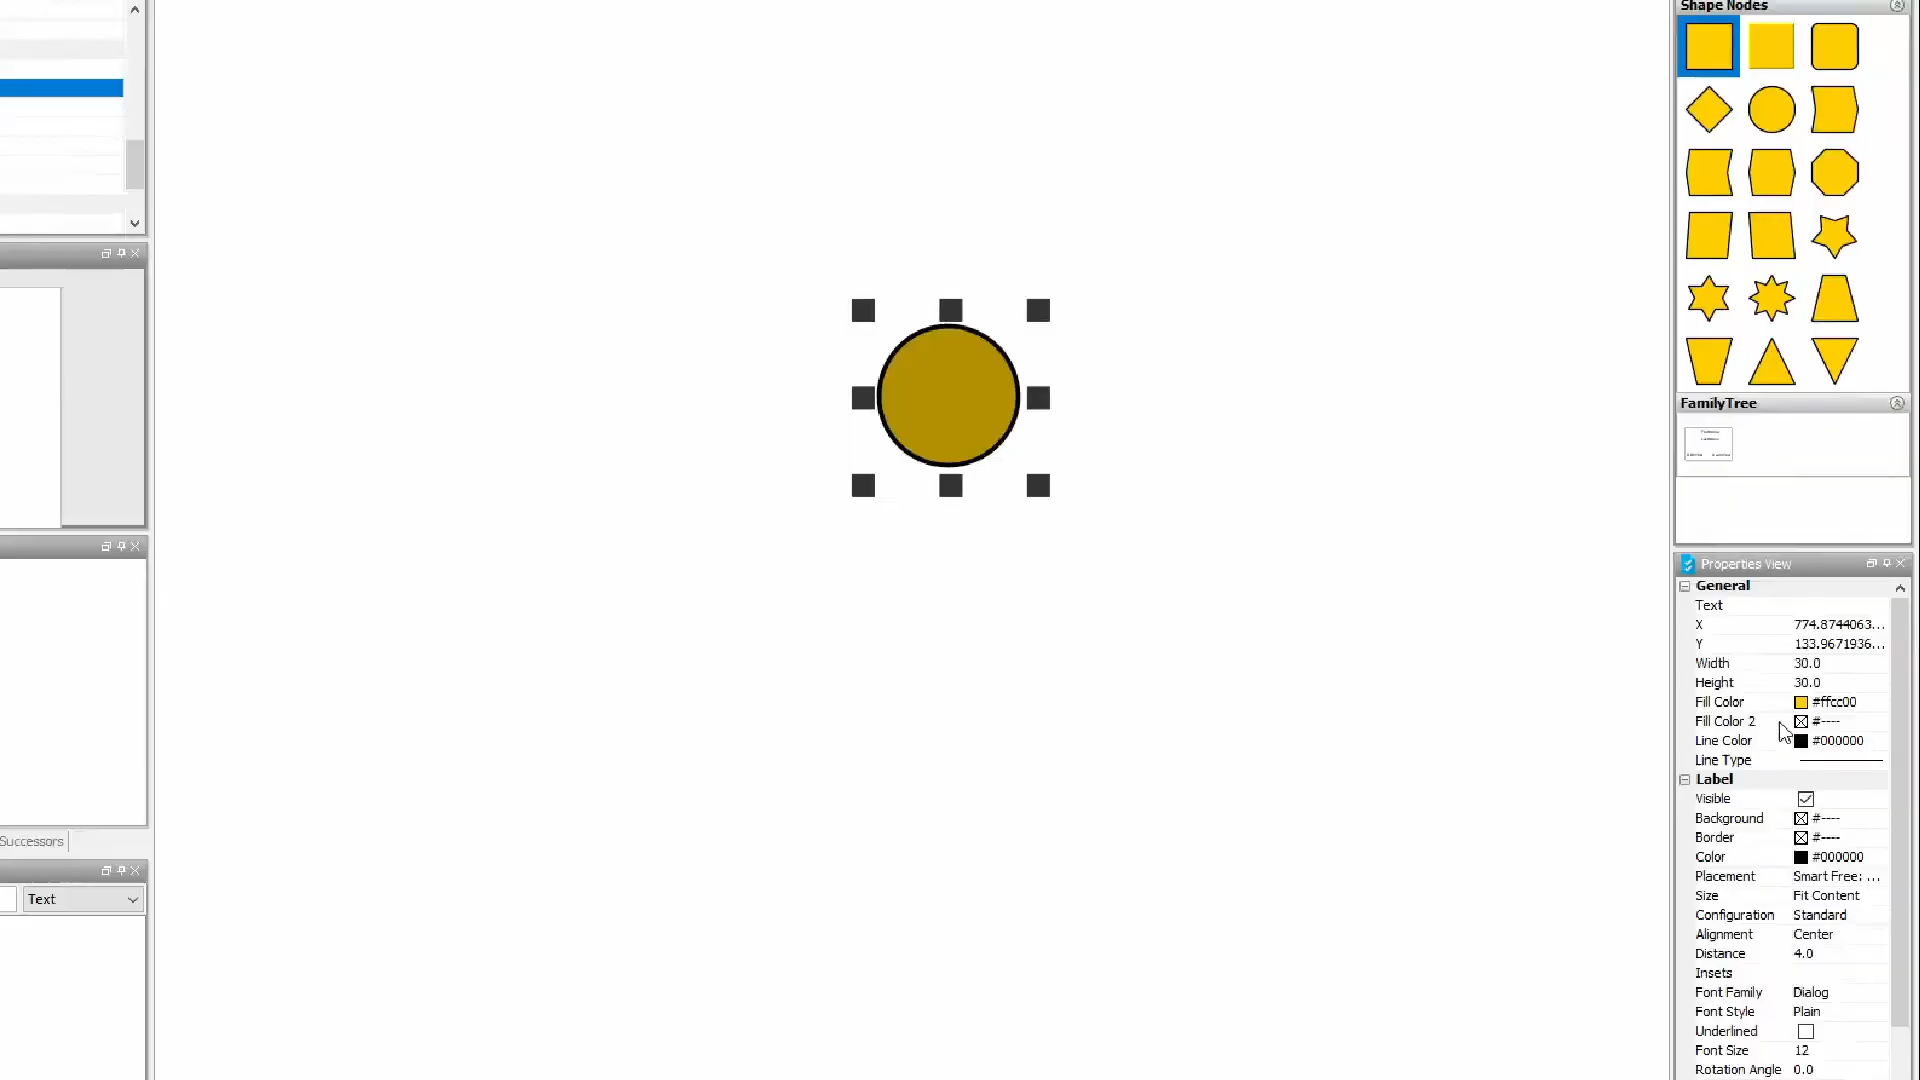 Shape Nodes
FamilyTree
Properties View
General
Text
X 774.8744063...
Y 133.9671936...
Width 30.0
Height 30.0
Fill Color #ffcc00
Fill Color 2 #----
Line Color #000000
Line Type
Label
Visible
Background #----
Border #----
Color #000000
Placement Smart Free: ...
Size Fit Content
Configuration Standard
Alignment Center
Distance 4.0
Insets
Font Family Dialog
Font Style Plain
Underlined
Font Size 12
Rotation Angle 0.0
Successors
Text